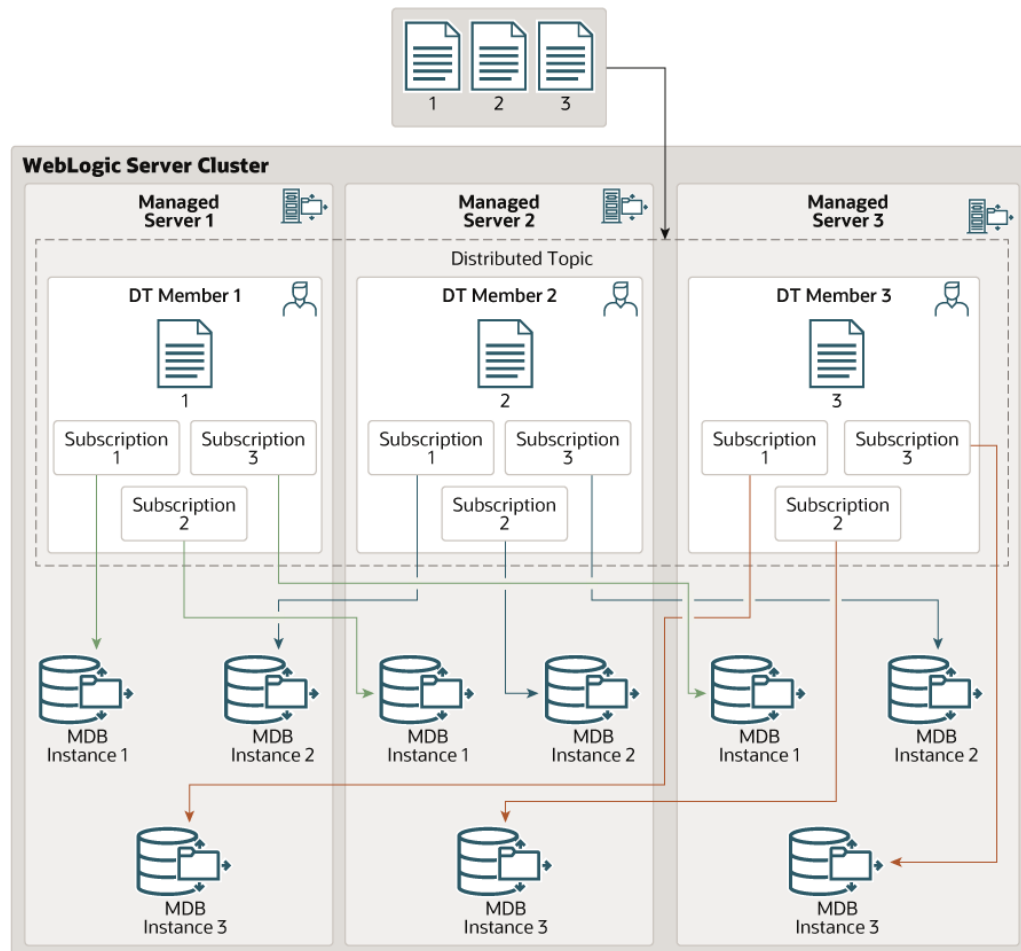 1
2
3
WebLogic Server Cluster
Managed
Server 1
Managed
Server 2
Managed
Server 3
Distributed Topic
DT Member 1
1
Subscription
1
Subscription
3
Subscription
2
DT Member 2
2
Subscription
1
Subscription
3
Subscription
2
DT Member 3
3
Subscription
1
Subscription
3
Subscription
2
MDB
Instance 1
MDB
Instance 2
MDB
Instance 1
MDB
Instance 2
MDB
Instance 1
MDB
Instance 2
MDB
Instance 3
MDB
Instance 3
MDB
Instance 3